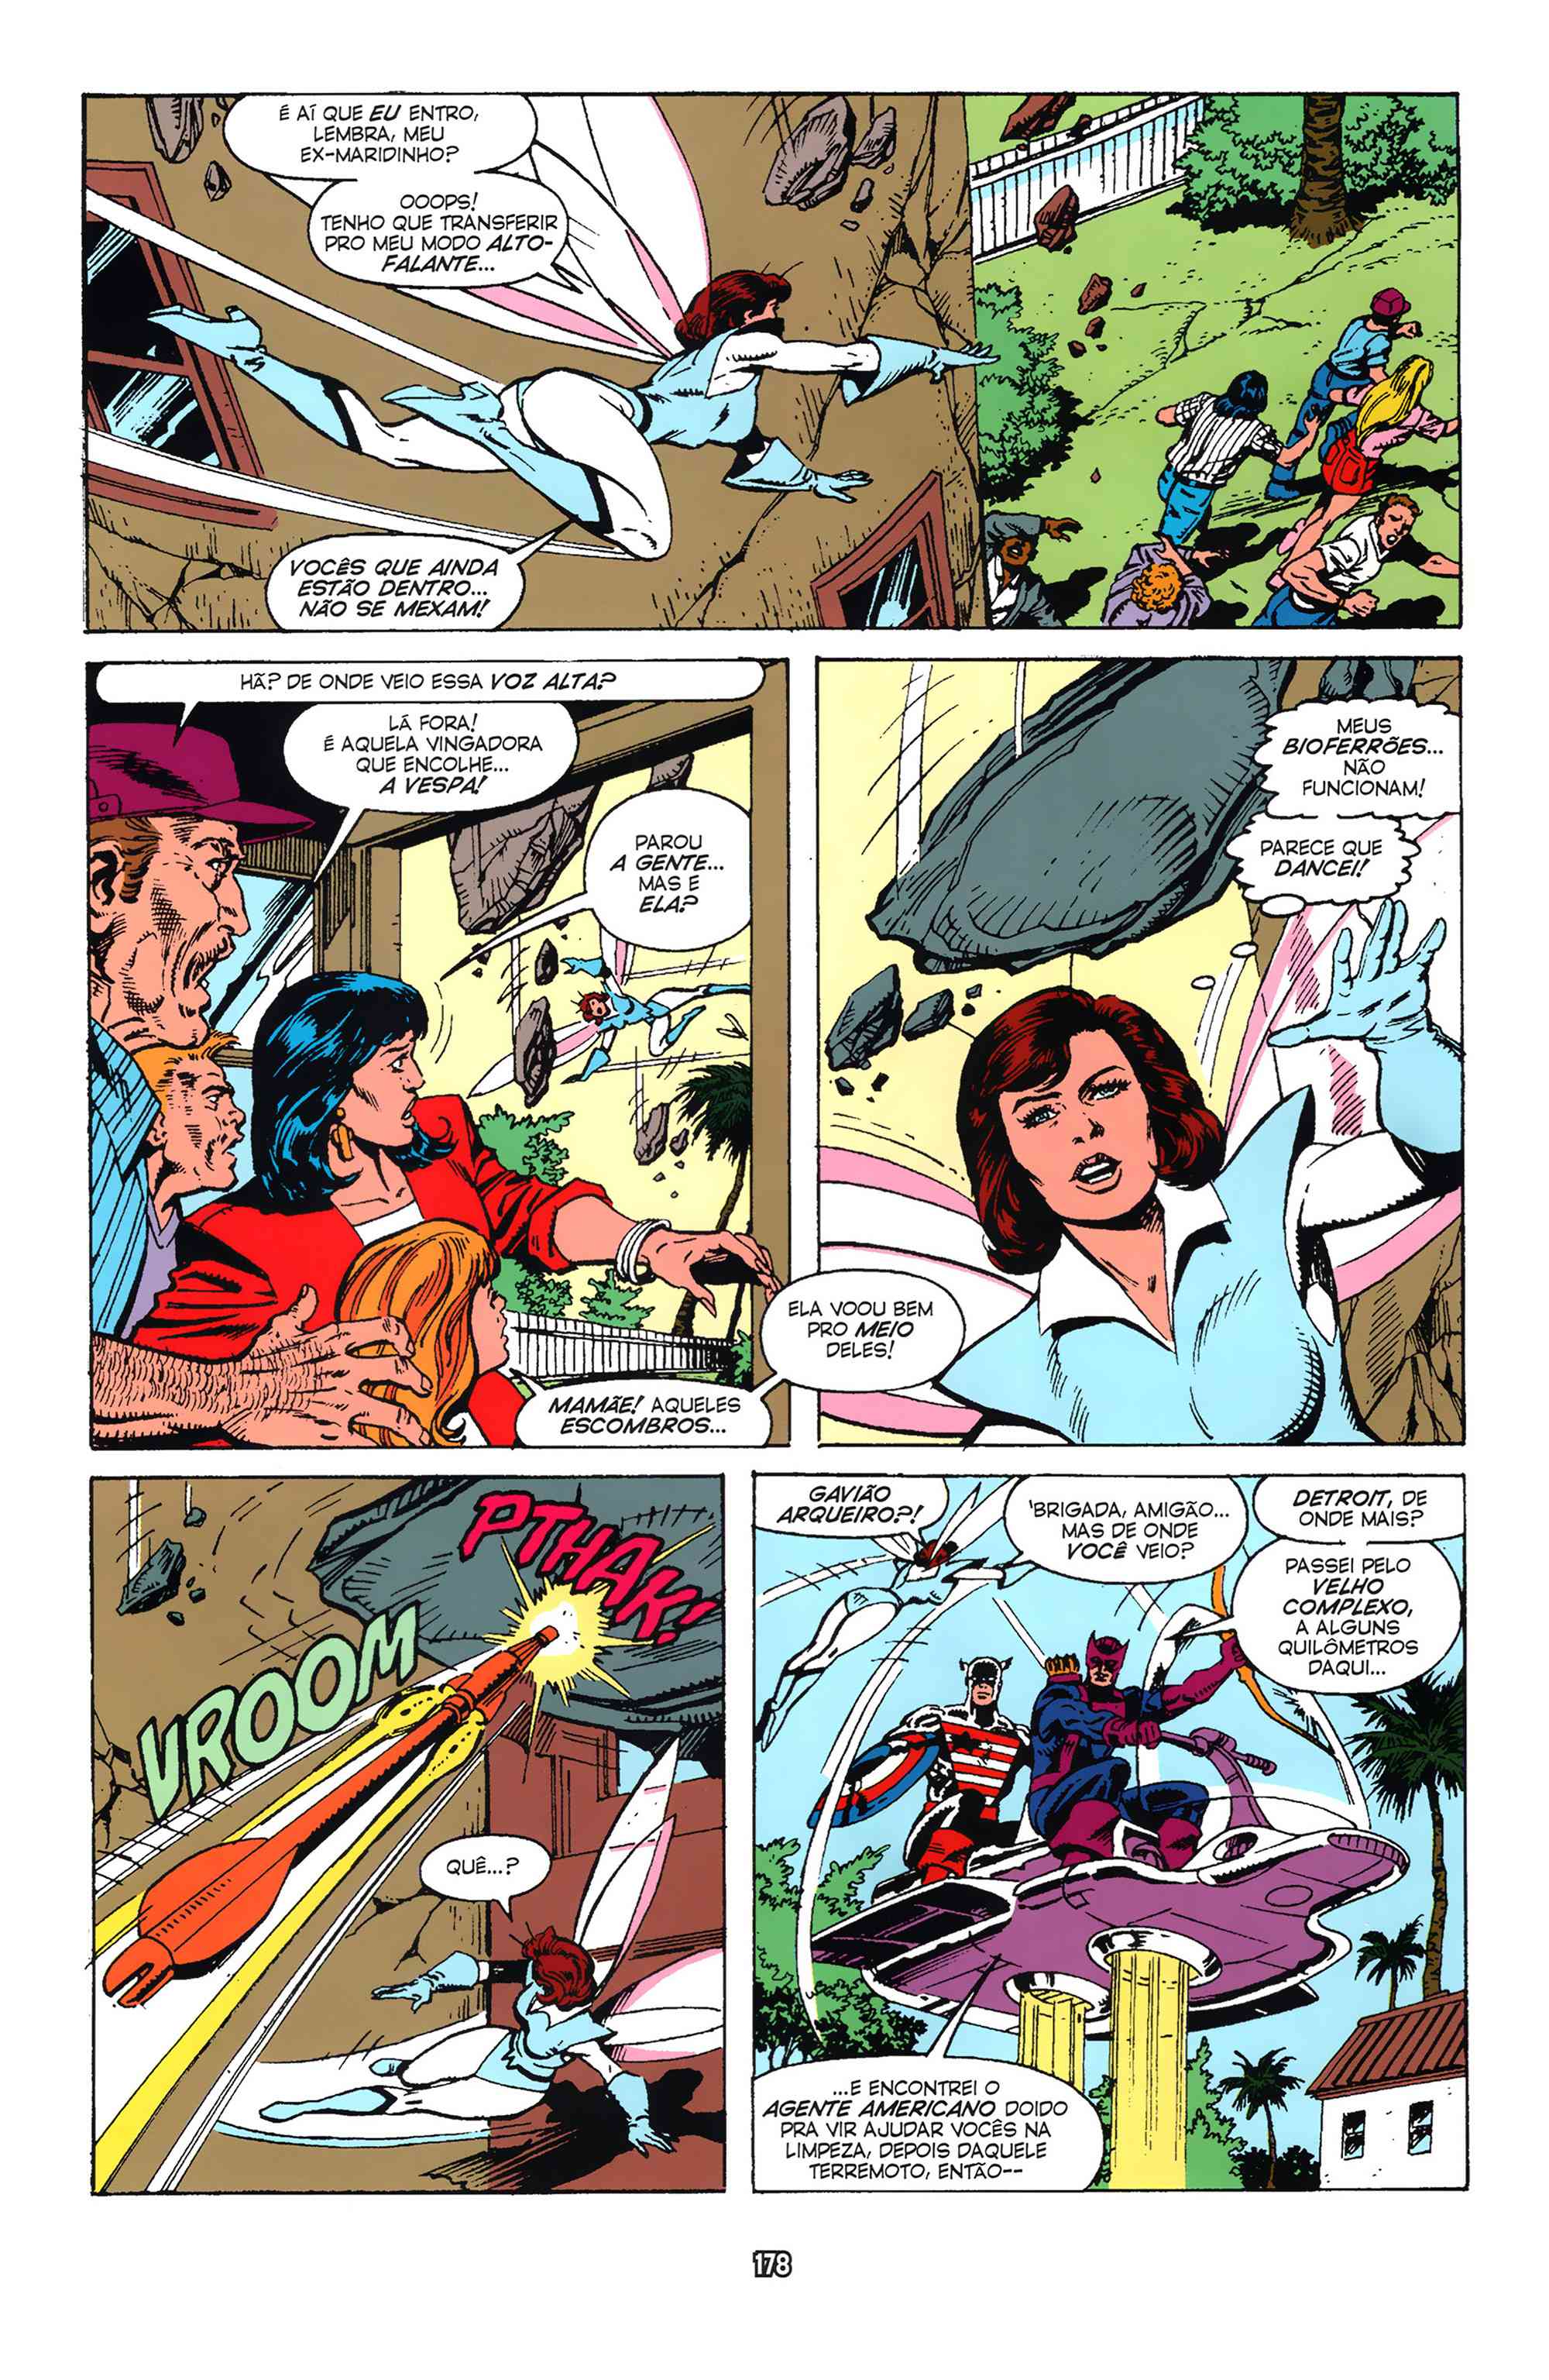 É AÍ QUE EU ENTRO,
LEMBRA, MEU
EX-MARIDINHO?
OOOPS!
TENHO QUE TRANSFERIR
PRO MEU MODO ALTO-
FALANTE...
VOCÊS QUE AINDA
ESTÃO DENTRO...
NÃO SE MEXAM!
HÃ? DE ONDE VEIO ESSA VOZ ALTA?
LÁ FORA!
É AQUELA VINGADORA
QUE ENCOLHE...
A VESPA!
PAROU
A GENTE...
MAS E
ELA?
MAMÃE! AQUELES
ESCOMBROS...
ELA VOOU BEM
PRO MEIO
DELES!
MEUS
BIOFERRÕES...
NÃO
FUNCIONAM!
PARECE QUE
DANCEI!
VROOM
PTHAK!
QUÊ...?
GAVIÃO
ARQUEIRO?!
'BRIGADA, AMIGÃO...
MAS DE ONDE
VOCÊ VEIO?
DETROIT, DE
ONDE MAIS?
PASSEI PELO
VELHO
COMPLEXO,
A ALGUNS
QUILÔMETROS
DAQUI...
...E ENCONTREI O
AGENTE AMERICANO DOIDO
PRA VIR AJUDAR VOCÊS NA
LIMPEZA, DEPOIS DAQUELE
TERREMOTO, ENTÃO--
178